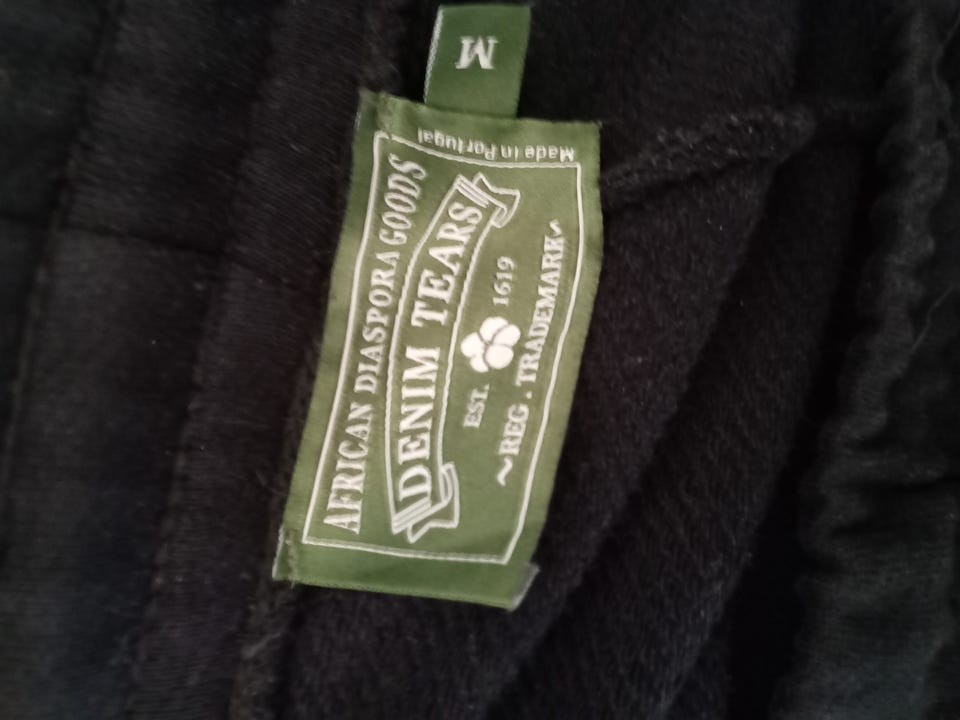 AFRICAN DIASPORA GOODS
DENIM TEARS
EST. 1619
~REG. TRADEMARK~
Made in Portugal
M